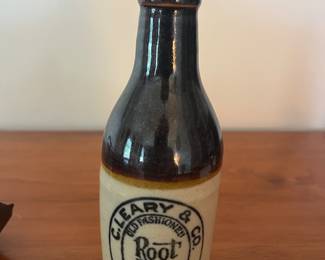 C. LEARY & CO.
OLD FASHIONED
Root